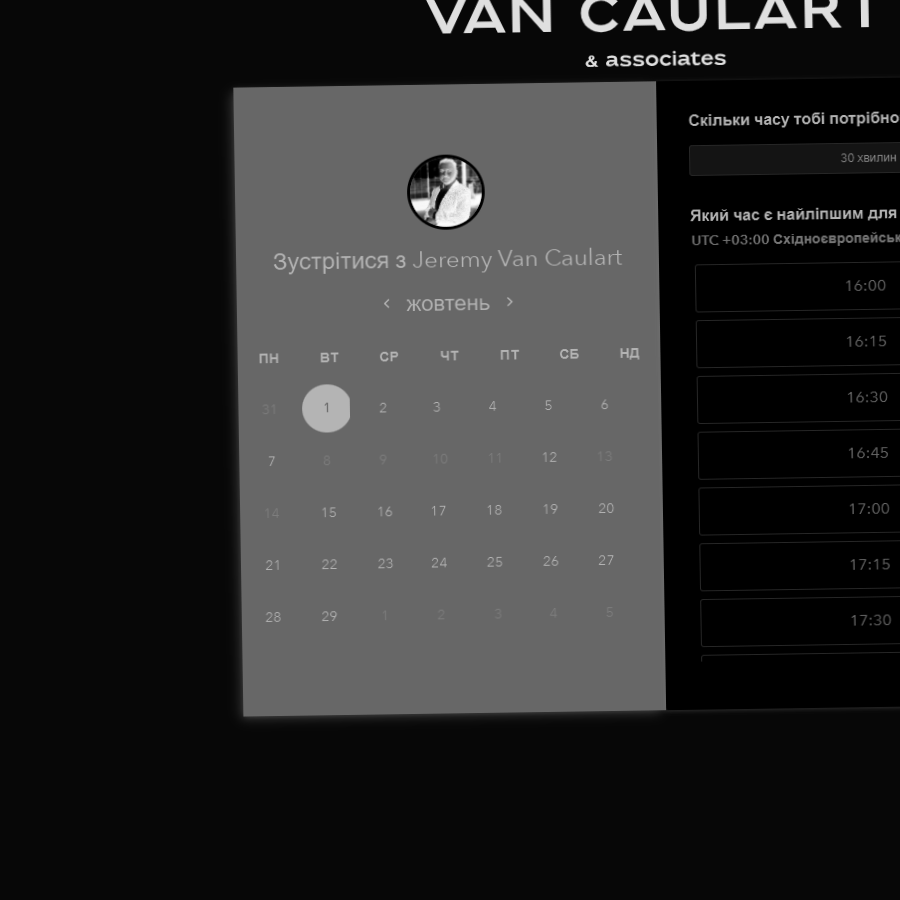 VAN CAULART
& associates
Зустрітися з Jeremy Van Caulart
‹ жовтень ›
ПН ВТ СР ЧТ ПТ СБ НД
31 1 2 3 4 5 6
7 8 9 10 11 12 13
14 15 16 17 18 19 20
21 22 23 24 25 26 27
28 29 1 2 3 4 5
Скільки часу тобі потрібно
30 хвилин
Який час є найліпшим для
UTC +03:00
16:00
16:15
16:30
16:45
17:00
17:15
17:30